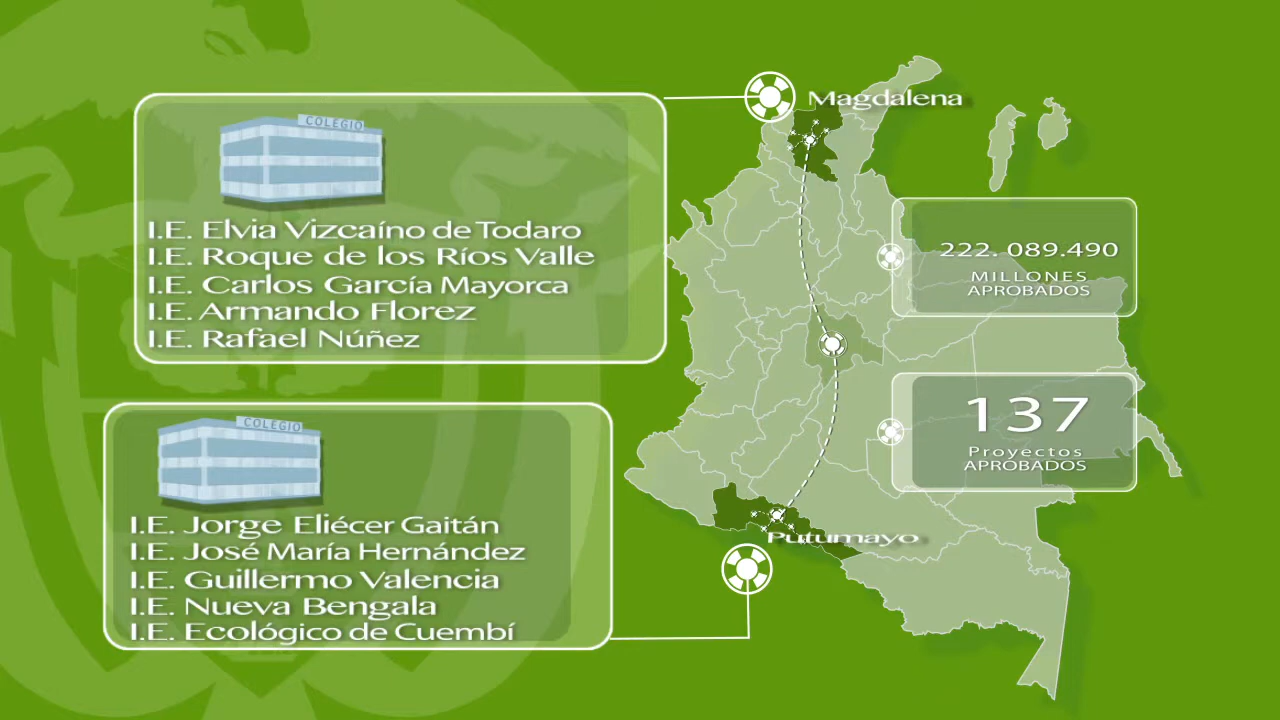 COLEGIO
I.E. Elvia Vizcaíno de Todaro
I.E. Roque de los Ríos Valle
I.E. Carlos García Mayorca
I.E. Armando Florez
I.E. Rafael Núñez
COLEGIO
I.E. Jorge Eliécer Gaitán
I.E. José María Hernández
I.E. Guillermo Valencia
I.E. Nueva Bengala
I.E. Ecológico de Cuembí
Magdalena
222. 089.490
MILLONES
APROBADOS
137
Proyectos
APROBADOS
Putumayo